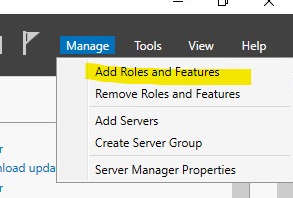 Manage Tools View Help
Add Roles and Features
Remove Roles and Features
Add Servers
Create Server Group
Server Manager Properties